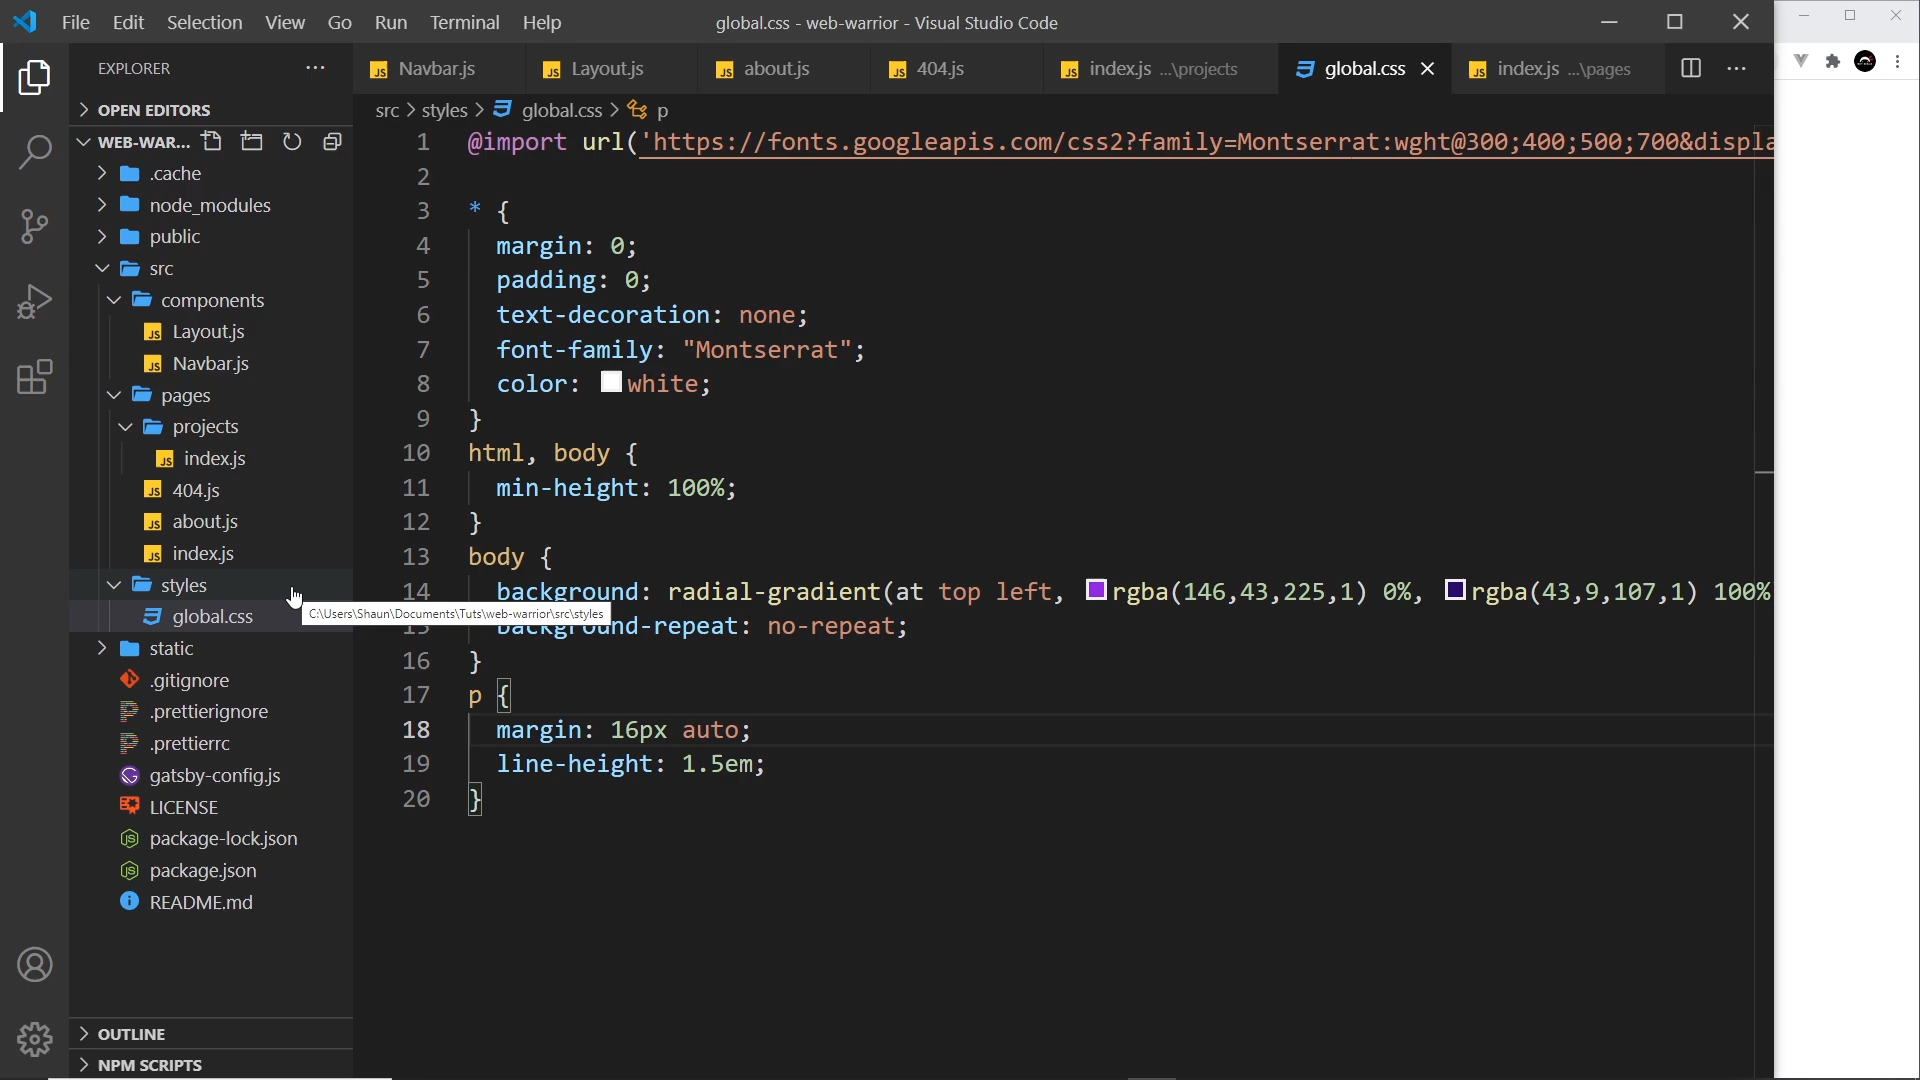 File Edit Selection View Go Run Terminal Help
global.css - web-warrior - Visual Studio Code
EXPLORER
Navbar.js
Layout.js
about.js
404.js
index.js ...\projects
global.css
index.js ...\pages
OPEN EDITORS
WEB-WAR...
.cache
node_modules
public
src
components
Layout.js
Navbar.js
pages
projects
index.js
404.js
about.js
index.js
styles
global.css
static
.gitignore
.prettierignore
.prettierrc
gatsby-config.js
LICENSE
package-lock.json
package.json
README.md
OUTLINE
NPM SCRIPTS
src > styles > global.css > p
1 @import url('https://fonts.googleapis.com/css2?family=Montserrat:wght@300;400;500;700&displa
2
3 * {
4 margin: 0;
5 padding: 0;
6 text-decoration: none;
7 font-family: "Montserrat";
8 color: white;
9 }
10 html, body {
11 min-height: 100%;
12 }
13 body {
14 background: radial-gradient(at top left, rgba(146,43,225,1) 0%, rgba(43,9,107,1) 100%
C:\Users\Shaun\Documents\Tuts\web-warrior\src\styles
15 background-repeat: no-repeat;
16 }
17 p {
18 margin: 16px auto;
19 line-height: 1.5em;
20 }